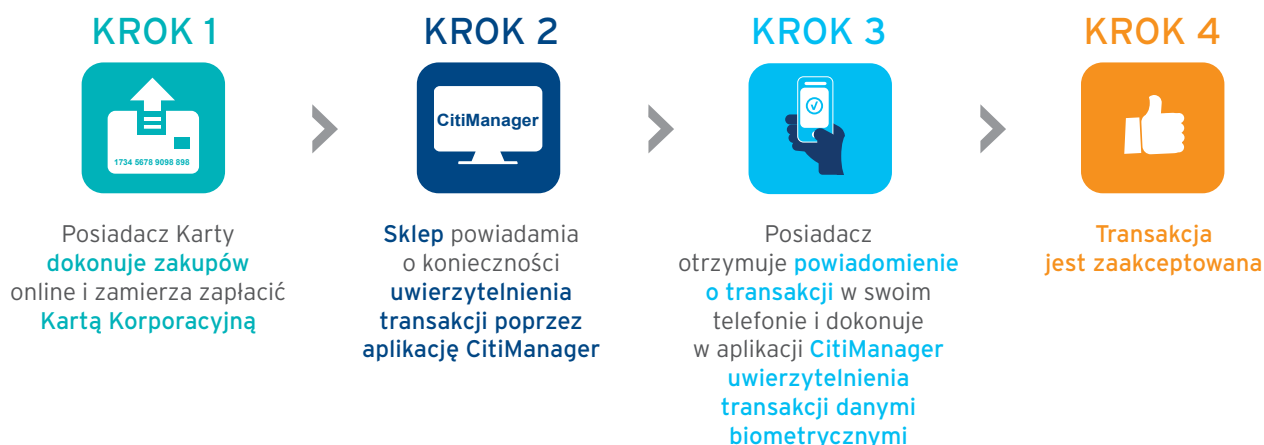 KROK 1
1734 5678 9098 898
Posiadacz Karty
dokonuje zakupów
online i zamierza zapłacić
Kartą Korporacyjną
KROK 2
CitiManager
Sklep powiadamia
o konieczności
uwierzytelnienia
transakcji poprzez
aplikację CitiManager
KROK 3
Posiadacz
otrzymuje powiadomienie
o transakcji w swoim
telefonie i dokonuje
w aplikacji CitiManager
uwierzytelnienia
transakcji danymi
biometrycznymi
KROK 4
Transakcja
jest zaakceptowana